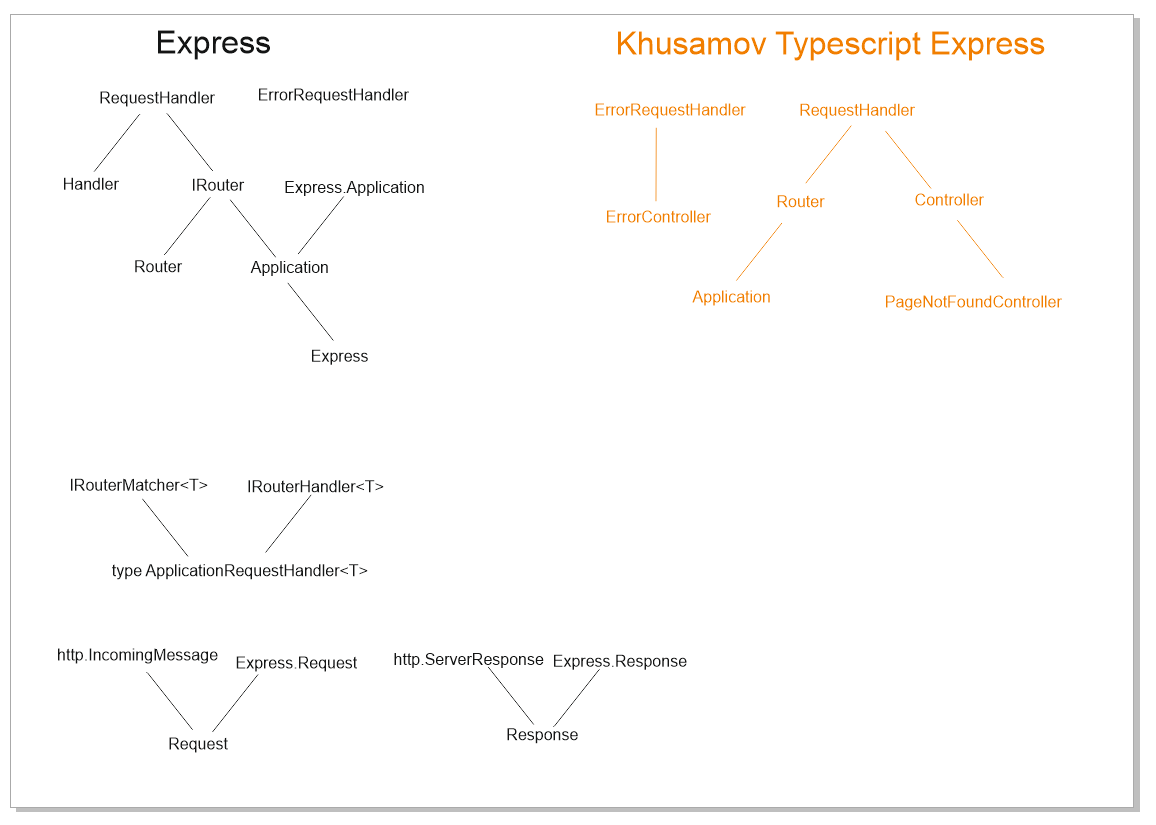 Express
RequestHandler
ErrorRequestHandler
Handler
IRouter
Express.Application
Router
Application
Express
IRouterMatcher<T>
IRouterHandler<T>
type ApplicationRequestHandler<T>
http.IncomingMessage
Express.Request
Request
http.ServerResponse
Express.Response
Response
Khusamov Typescript Express
ErrorRequestHandler
RequestHandler
ErrorController
Router
Controller
Application
PageNotFoundController